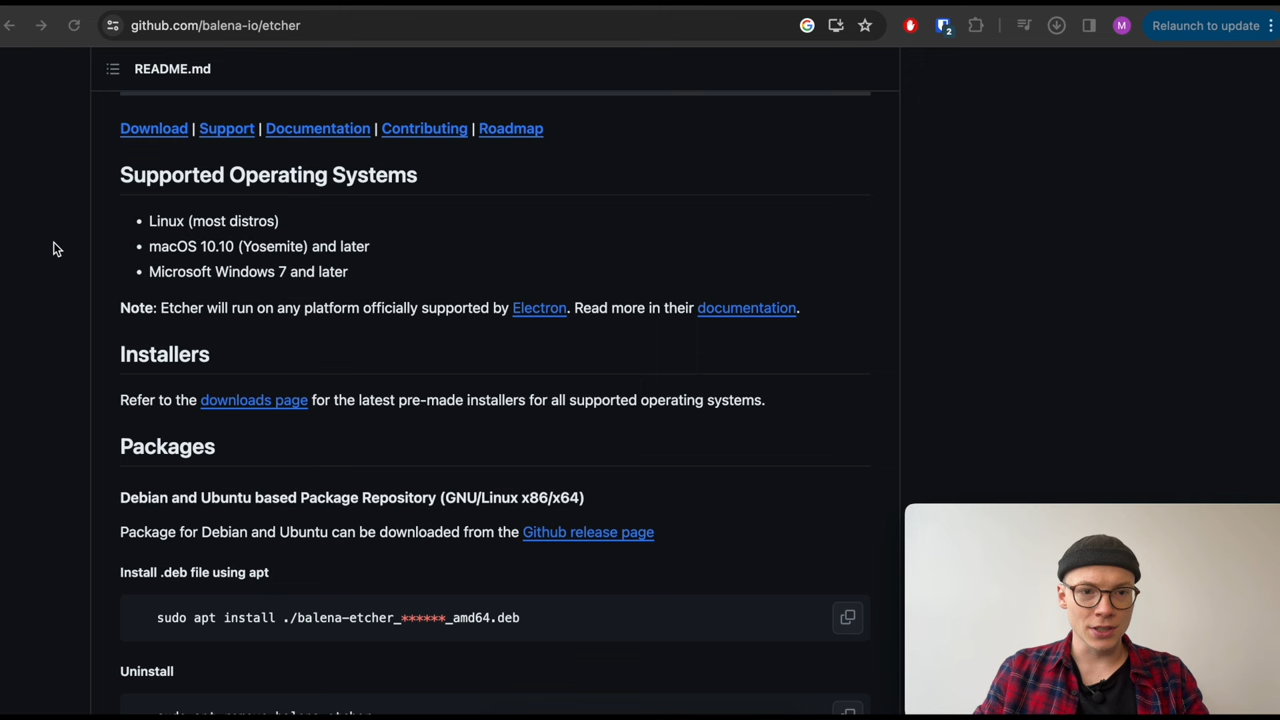 github.com/balena-io/etcher
2
M
Relaunch to update
README.md
Download | Support | Documentation | Contributing | Roadmap
Supported Operating Systems
• Linux (most distros)
• macOS 10.10 (Yosemite) and later
• Microsoft Windows 7 and later
Note: Etcher will run on any platform officially supported by Electron. Read more in their documentation.
Installers
Refer to the downloads page for the latest pre-made installers for all supported operating systems.
Packages
Debian and Ubuntu based Package Repository (GNU/Linux x86/x64)
Package for Debian and Ubuntu can be downloaded from the Github release page
Install .deb file using apt
sudo apt install ./balena-etcher_******_amd64.deb
Uninstall